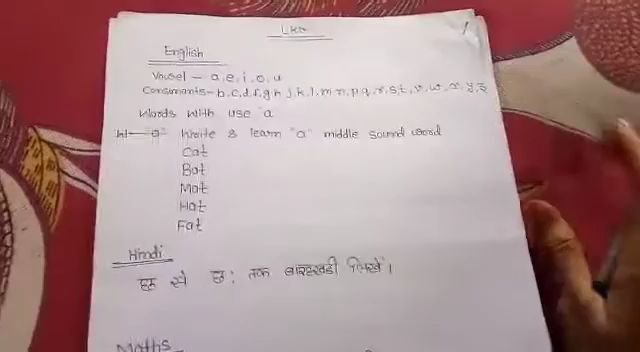 LKG
1
English
Vowel - a, e, i, o, u
Consonants - b, c, d, f, g h j, k, l, m n, p q, r, s, t, v, w, x, y, z
Words with use "a
Write & learn "a" middle sound word
Cat
Bat
Mat
Hat
Fat
Hindi
से छ: तक बारहखड़ी लिखें।
Maths